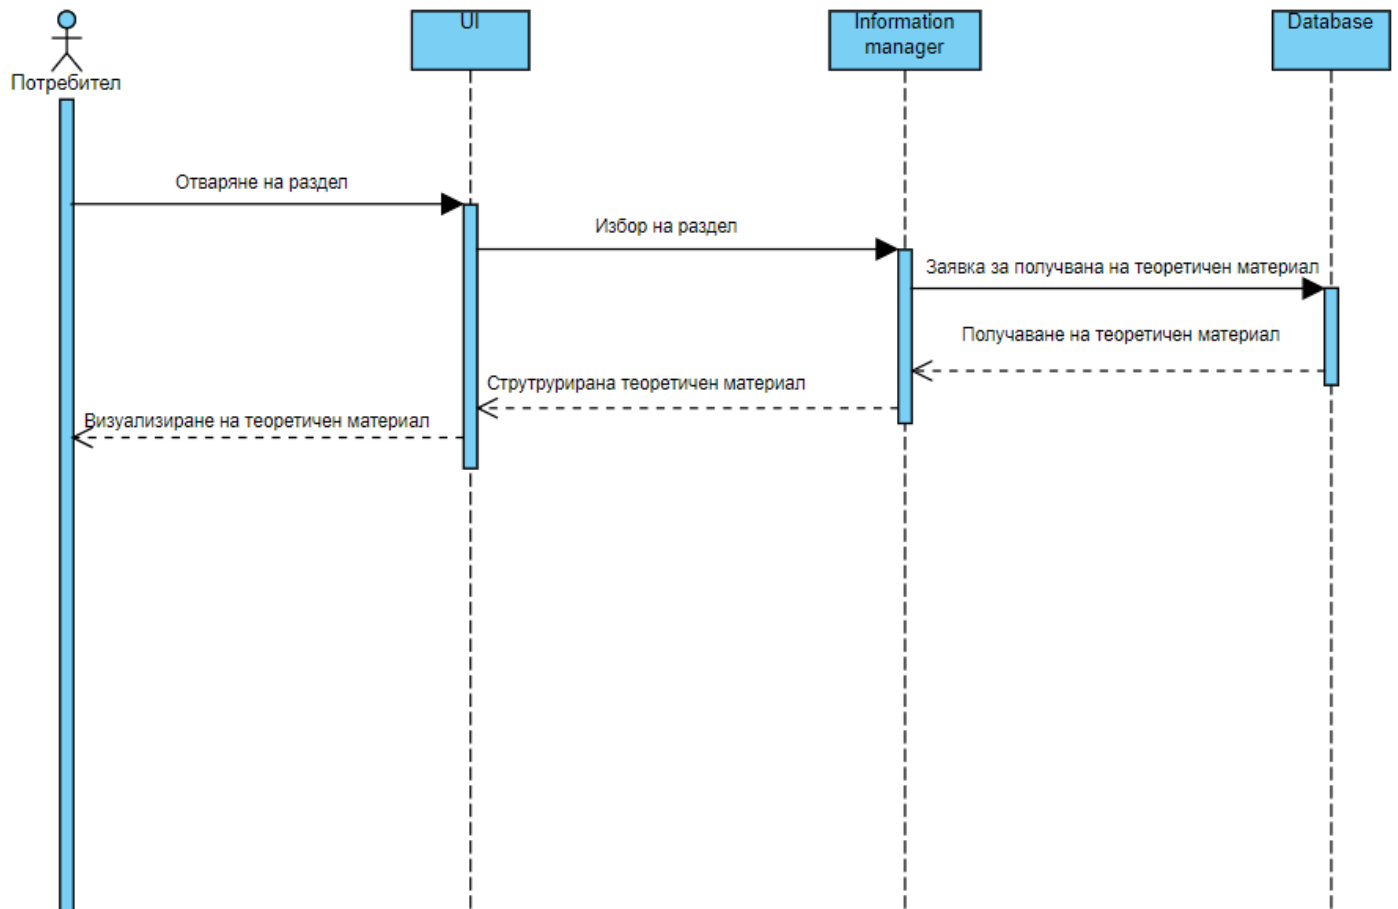 Потребител
UI
Information
manager
Database
Отваряне на раздел
Избор на раздел
Заявка за получвана на теоретичен материал
Получаване на теоретичен материал
Струтрурирана теоретичен материал
Визуализиране на теоретичен материал